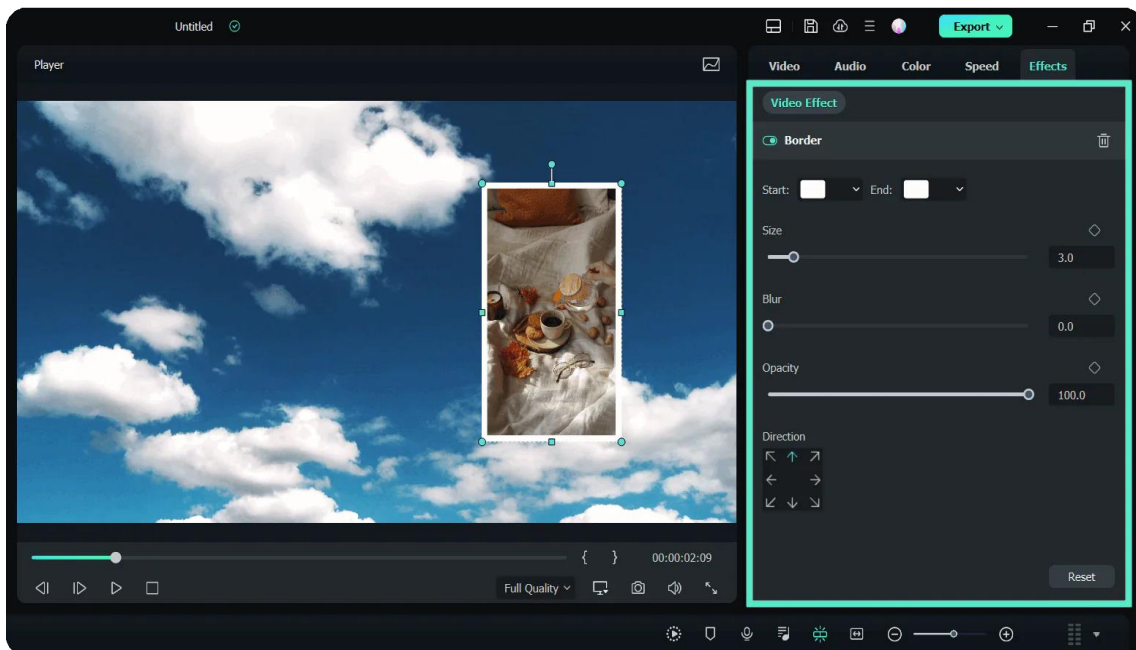 Untitled
Export
Player
Video Audio Color Speed Effects
Video Effect
Border
Start: End:
Size
3.0
Blur
0.0
Opacity
100.0
Direction
Reset
{ } 00:00:02:09
Full Quality